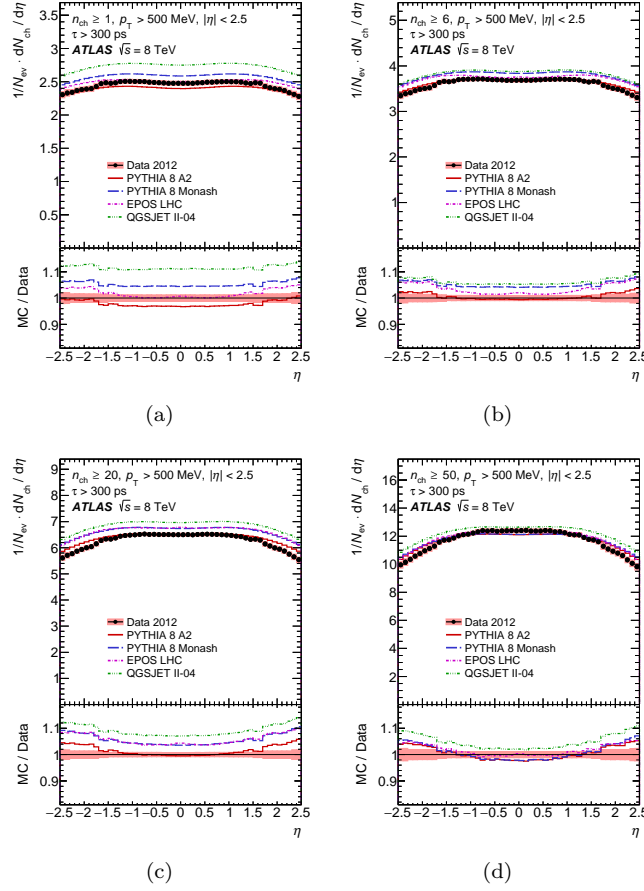 n_ch ≥ 1, p_T > 500 MeV, |η| < 2.5
τ > 300 ps
ATLAS √s = 8 TeV
1/N_ev · dN_ch / dη
3.5
3
2.5
2
1.5
1
0.5
Data 2012
PYTHIA 8 A2
PYTHIA 8 Monash
EPOS LHC
QGSJET II-04
MC / Data
1.1
1
0.9
−2.5 −2 −1.5 −1 −0.5 0 0.5 1 1.5 2 2.5
η
(a)
n_ch ≥ 6, p_T > 500 MeV, |η| < 2.5
τ > 300 ps
ATLAS √s = 8 TeV
1/N_ev · dN_ch / dη
5
4
3
2
1
Data 2012
PYTHIA 8 A2
PYTHIA 8 Monash
EPOS LHC
QGSJET II-04
MC / Data
1.1
1
0.9
−2.5 −2 −1.5 −1 −0.5 0 0.5 1 1.5 2 2.5
η
(b)
n_ch ≥ 20, p_T > 500 MeV, |η| < 2.5
τ > 300 ps
ATLAS √s = 8 TeV
1/N_ev · dN_ch / dη
9
8
7
6
5
4
3
2
1
Data 2012
PYTHIA 8 A2
PYTHIA 8 Monash
EPOS LHC
QGSJET II-04
MC / Data
1.1
1
0.9
−2.5 −2 −1.5 −1 −0.5 0 0.5 1 1.5 2 2.5
η
(c)
n_ch ≥ 50, p_T > 500 MeV, |η| < 2.5
τ > 300 ps
ATLAS √s = 8 TeV
1/N_ev · dN_ch / dη
16
14
12
10
8
6
4
2
Data 2012
PYTHIA 8 A2
PYTHIA 8 Monash
EPOS LHC
QGSJET II-04
MC / Data
1.1
1
0.9
−2.5 −2 −1.5 −1 −0.5 0 0.5 1 1.5 2 2.5
η
(d)